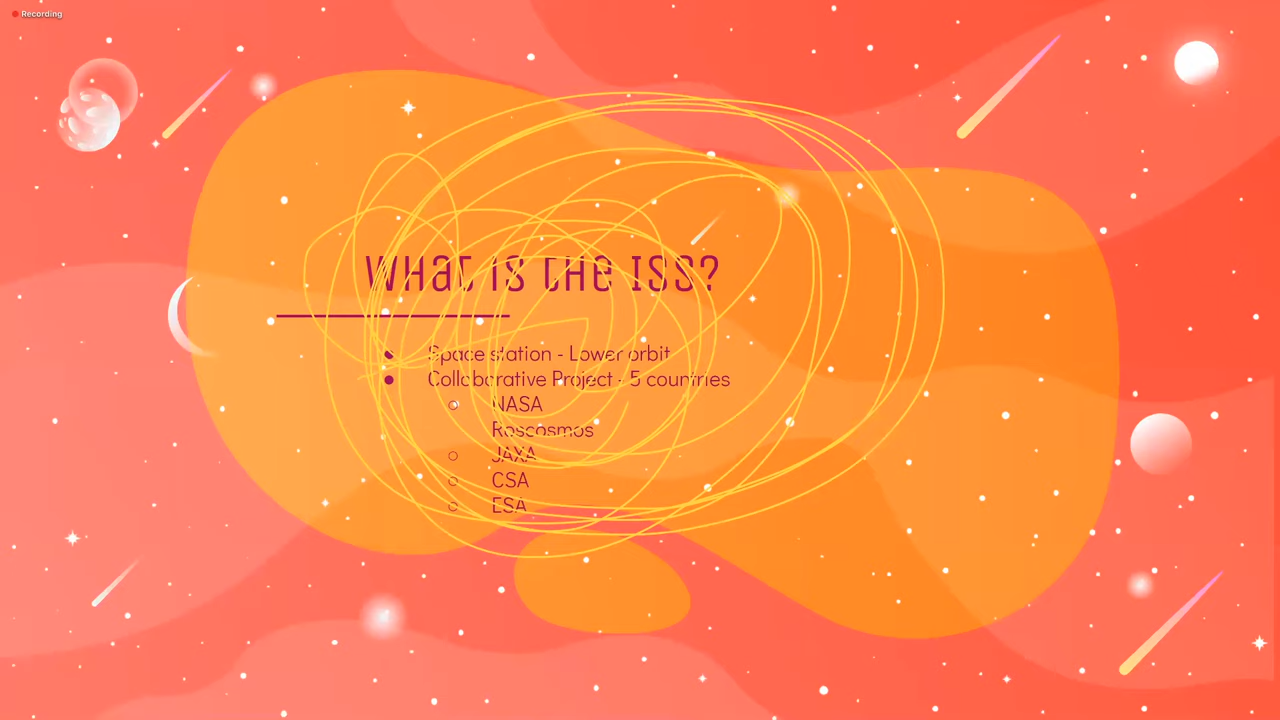 Recording
WHat is tHe ISS?
Space station - Lower orbit
Collaborative Project - 5 countries
NASA
Roscosmos
JAXA
CSA
ESA